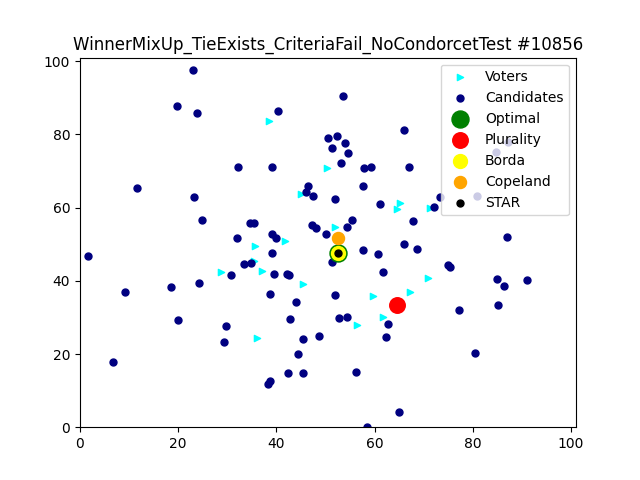 WinnerMixUp_TieExists_CriteriaFail_NoCondorcetTest #10856
100
80
60
40
20
0
0
20
40
60
80
100
Voters
Candidates
Optimal
Plurality
Borda
Copeland
STAR